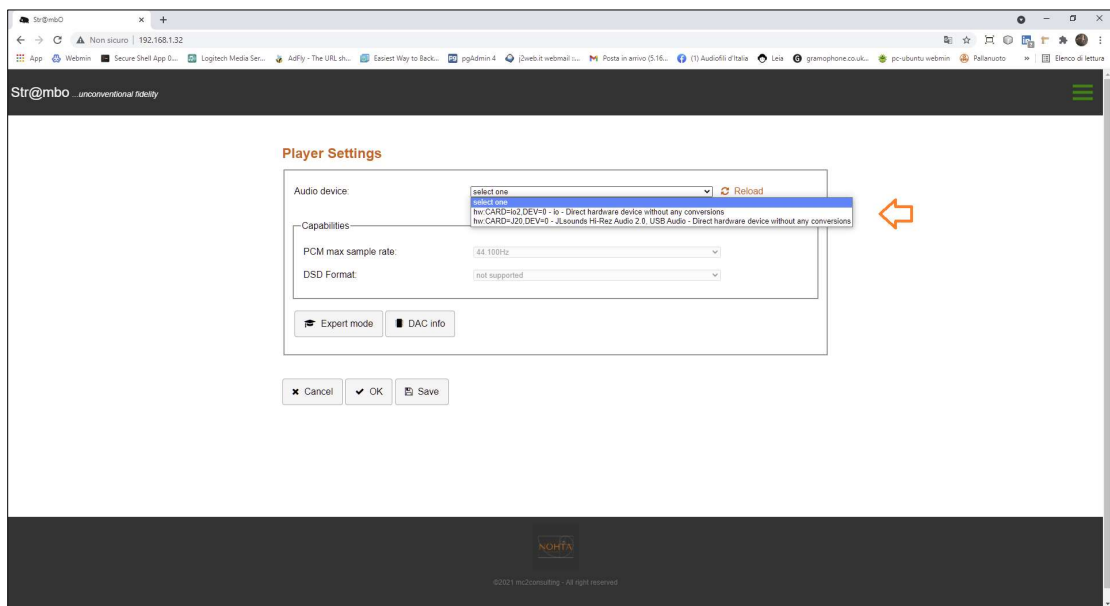 Str@mbO
Non sicuro | 192.168.1.32
App Webmin Secure Shell App 0... Logitech Media Ser... AdFly - The URL sh... Easiest Way to Back... pgAdmin 4 j2web.it webmail ::... Posta in arrivo (5.16... (1) Audiofili d'Italia Leia gramophone.co.uk... pc-ubuntu webmin Pallanuoto » Elenco di lettura
Str@mbo ...unconventional fidelity
Player Settings
Audio device:
select one
Reload
select one
hw:CARD=io2,DEV=0 - io - Direct hardware device without any conversions
hw:CARD=J20,DEV=0 - JLsounds Hi-Rez Audio 2.0, USB Audio - Direct hardware device without any conversions
Capabilities
PCM max sample rate:
44.100Hz
DSD Format:
not supported
Expert mode
DAC info
Cancel
OK
Save
NOHTA
©2021 mc2consulting - All right reserved